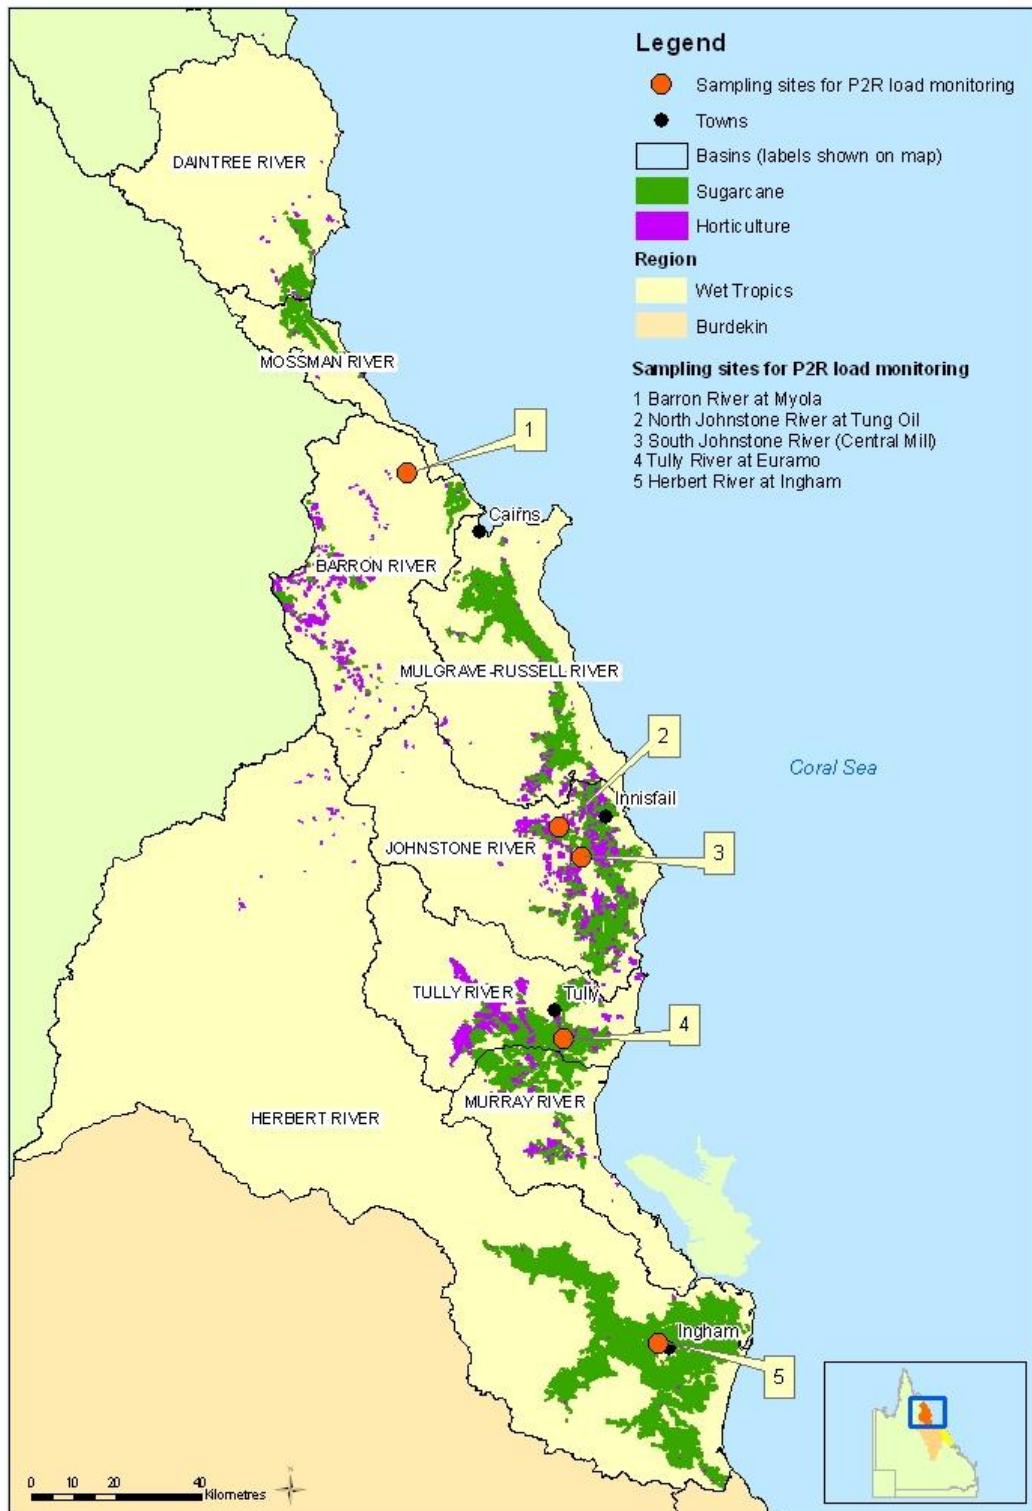 Legend
Sampling sites for P2R load monitoring
Towns
Basins (labels shown on map)
Sugarcane
Horticulture
Region
Wet Tropics
Burdekin
Sampling sites for P2R load monitoring
1 Barron River at Myola
2 North Johnstone River at Tung Oil
3 South Johnstone River (Central Mill)
4 Tully River at Euramo
5 Herbert River at Ingham
DAINTREE RIVER
MOSSMAN RIVER
1
Cairns
BARRON RIVER
MULGRAVE-RUSSELL RIVER
2
Coral Sea
Innisfail
JOHNSTONE RIVER
3
TULLY RIVER
Tully
4
MURRAY RIVER
HERBERT RIVER
Ingham
5
0 10 20 40
Kilometres
N